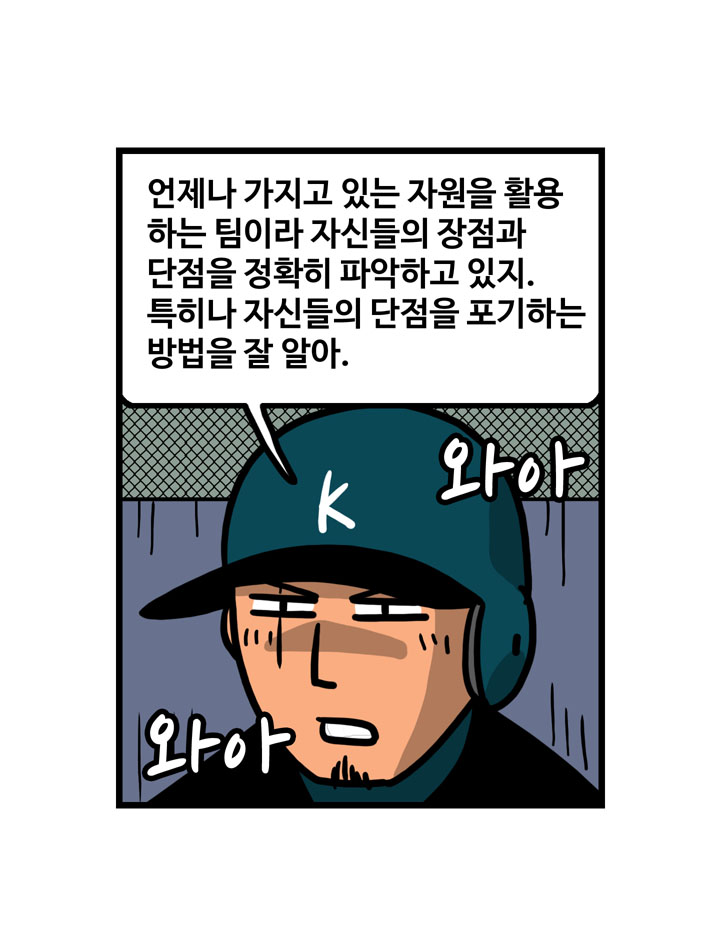 언제나 가지고 있는 자원을 활용
하는 팀이라 자신들의 장점과
단점을 정확히 파악하고 있지.
특히나 자신들의 단점을 포기하는
방법을 잘 알아.
와아
K
와아